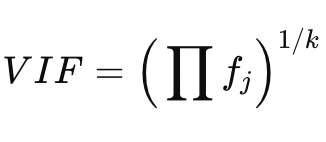 VIF = (∏ f_j)^{1/k}